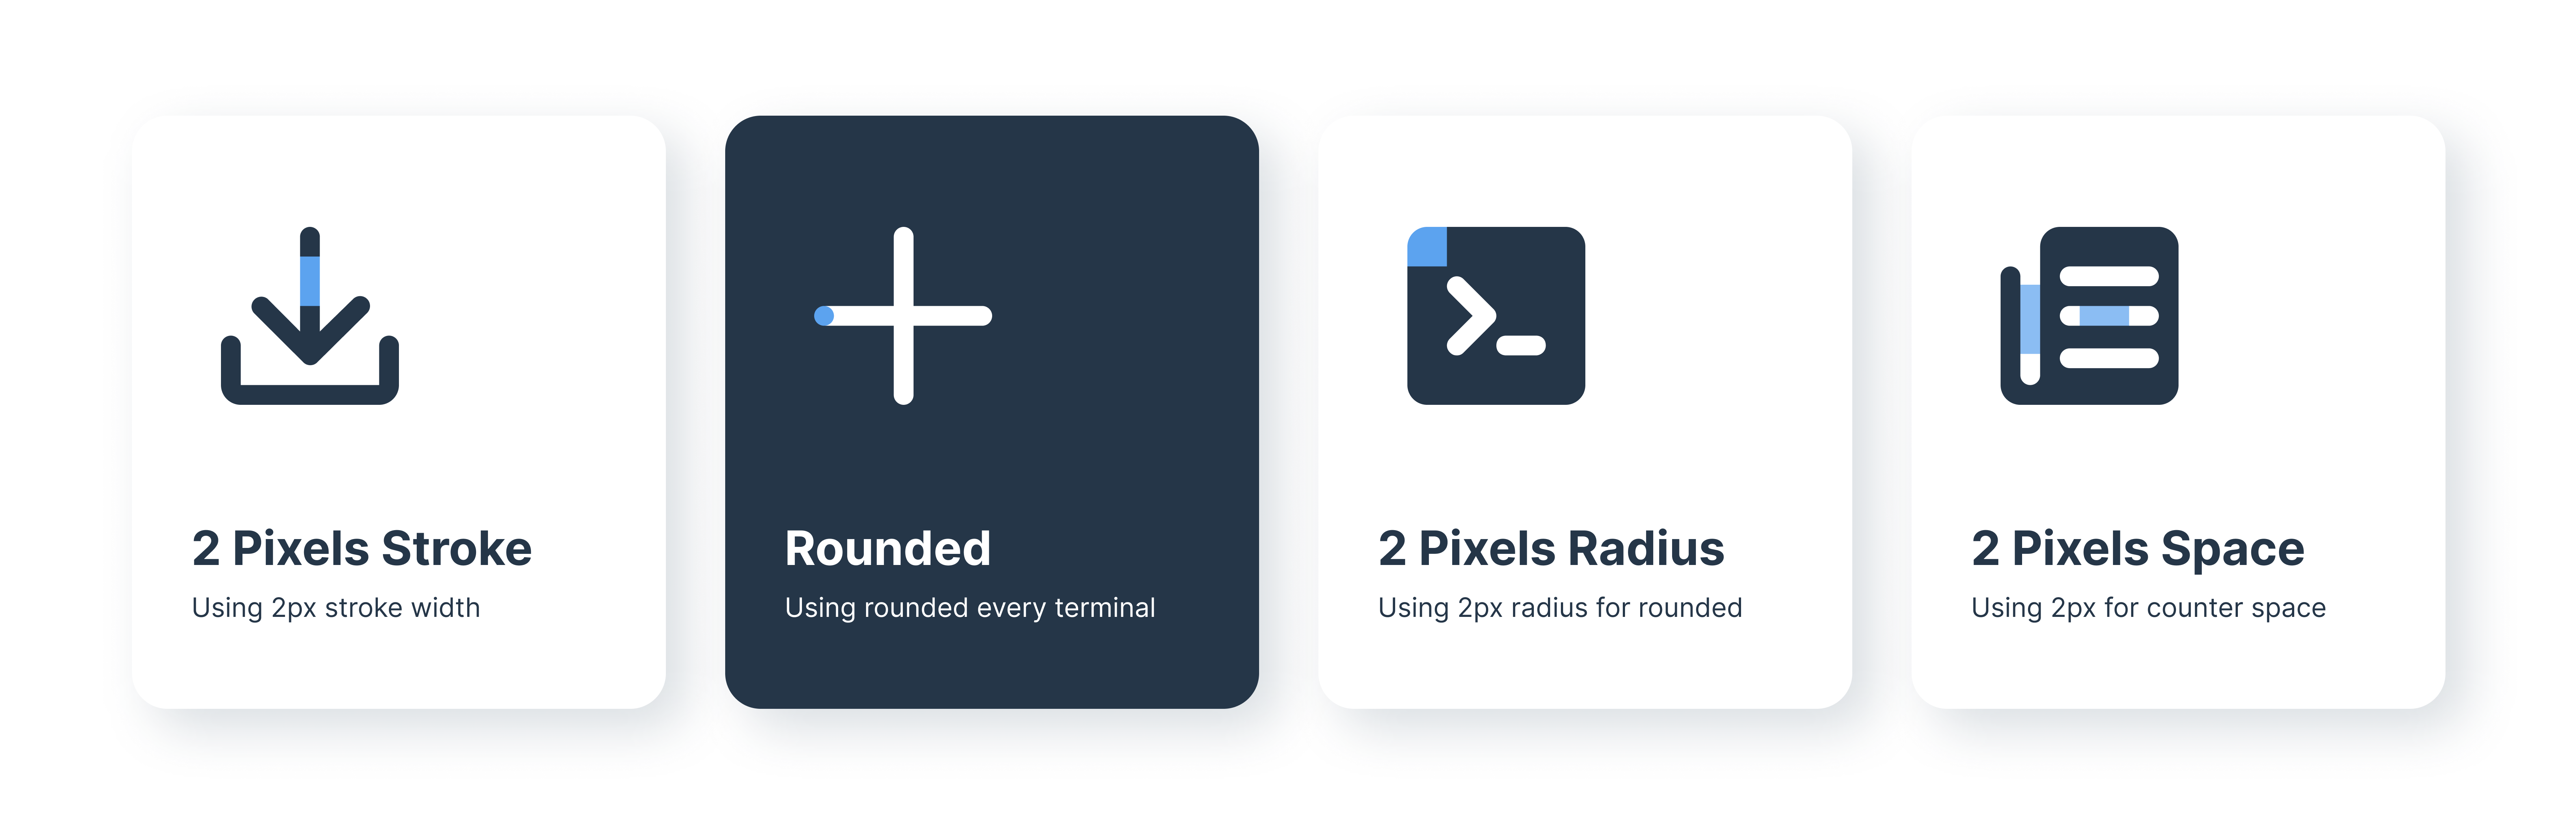 2 Pixels Stroke
Using 2px stroke width
Rounded
Using rounded every terminal
2 Pixels Radius
Using 2px radius for rounded
2 Pixels Space
Using 2px for counter space